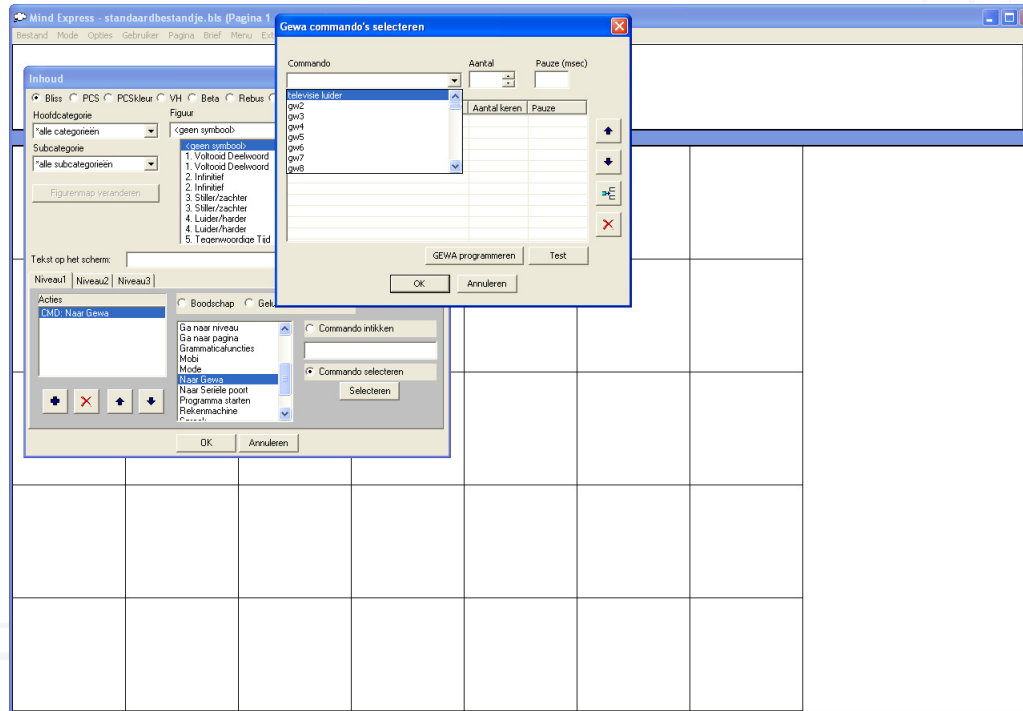 Mind Express - standaardbestandje.bls (Pagina 1
Bestand Mode Opties Gebruiker Pagina Brief Menu Ext
Gewa commando's selecteren
Commando Aantal Pauze (msec)
televisie luider
gw2
gw3
gw4
gw5
gw6
gw7
gw8
Aantal keren Pauze
GEWA programmeren Test
OK Annuleren
Inhoud
Bliss PCS PCSkleur VH Beta Rebus
Hoofdcategorie Figuur
*alle categorieën <geen symbool>
Subcategorie
*alle subcategorieën
Figurenmap veranderen
<geen symbool>
1. Voltooid Deelwoord
1. Voltooid Deelwoord
2. Infinitief
2. Infinitief
3. Stiller/zachter
3. Stiller/zachter
4. Luider/harder
4. Luider/harder
5. Tegenwoordige Tijd
Tekst op het scherm:
Niveau1 Niveau2 Niveau3
Acties
CMD: Naar Gewa
Boodschap Gelu
Ga naar niveau
Ga naar pagina
Grammaticafuncties
Mobi
Mode
Naar Gewa
Naar Seriële poort
Programma starten
Rekenmachine
Commando intikken
Commando selecteren
Selecteren
OK Annuleren